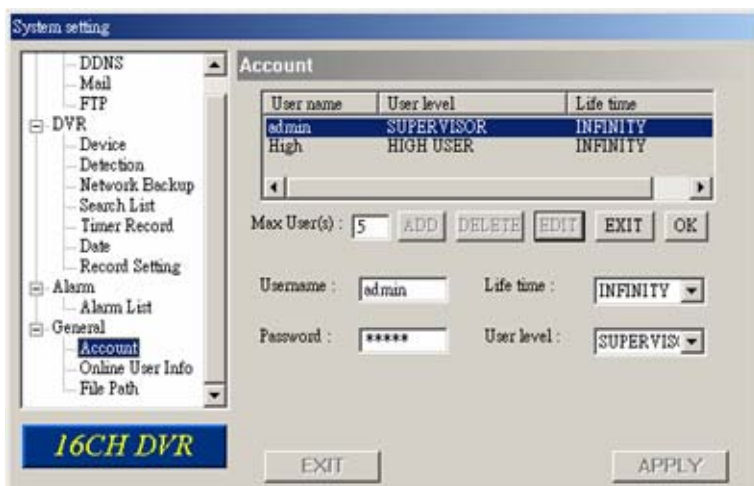 System setting
DDNS
Mail
FTP
DVR
Device
Detection
Network Backup
Search List
Timer Record
Date
Record Setting
Alarm
Alarm List
General
Account
Online User Info
File Path
16CH DVR
Account
User name User level Life time
admin SUPERVISOR INFINITY
High HIGH USER INFINITY
Max User(s) : 5 ADD DELETE EDIT EXIT OK
Username : admin Life time : INFINITY
Password : ***** User level : SUPERVIS
EXIT APPLY